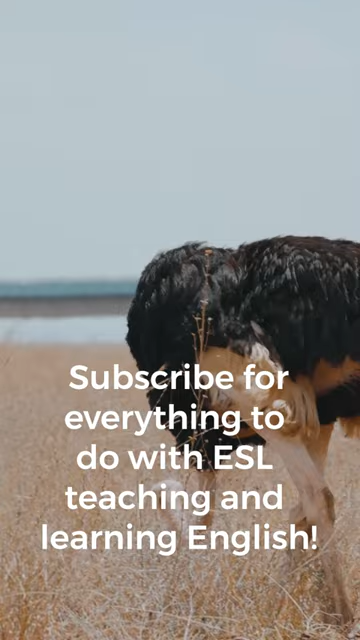 Subscribe for
everything to
do with ESL
teaching and
learning English!